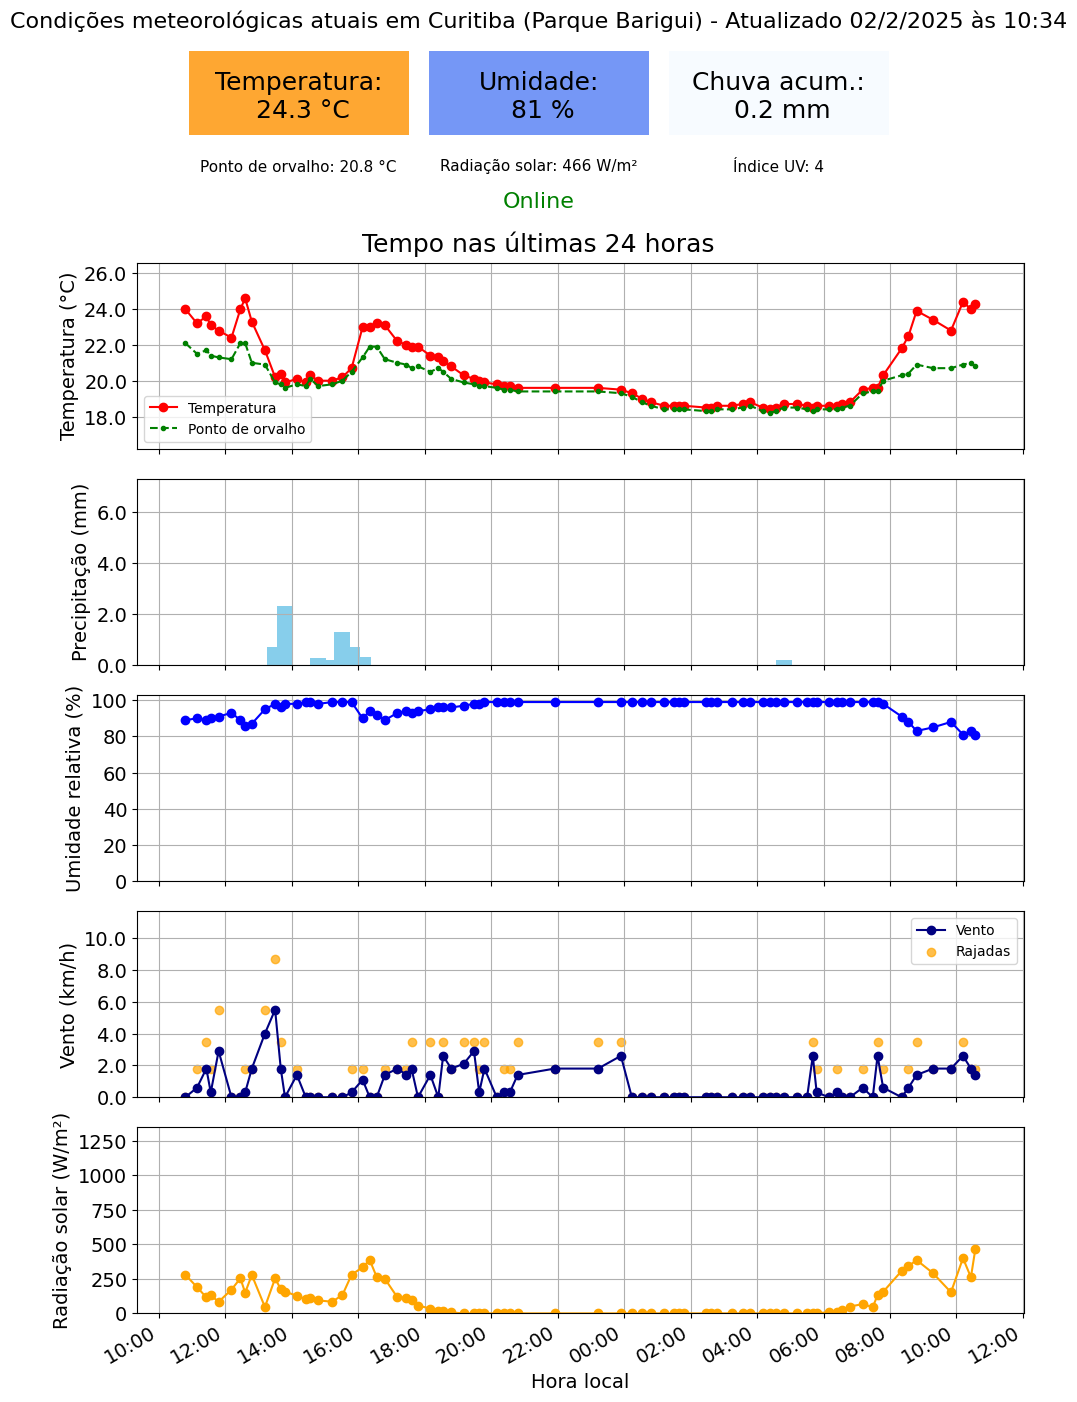 Condições meteorológicas atuais em Curitiba (Parque Barigui) - Atualizado 02/2/2025 às 10:34
Temperatura:
24.3 °C
Umidade:
81 %
Chuva acum.:
0.2 mm
Ponto de orvalho: 20.8 °C
Radiação solar: 466 W/m²
Índice UV: 4
Online
Tempo nas últimas 24 horas
Temperatura (°C)
26.0
24.0
22.0
20.0
18.0
Temperatura
Ponto de orvalho
Precipitação (mm)
6.0
4.0
2.0
0.0
Umidade relativa (%)
100
80
60
40
20
0
Vento (km/h)
10.0
8.0
6.0
4.0
2.0
0.0
Vento
Rajadas
Radiação solar (W/m²)
1250
1000
750
500
250
0
10:00
12:00
14:00
16:00
18:00
20:00
22:00
00:00
02:00
04:00
06:00
08:00
10:00
12:00
Hora local